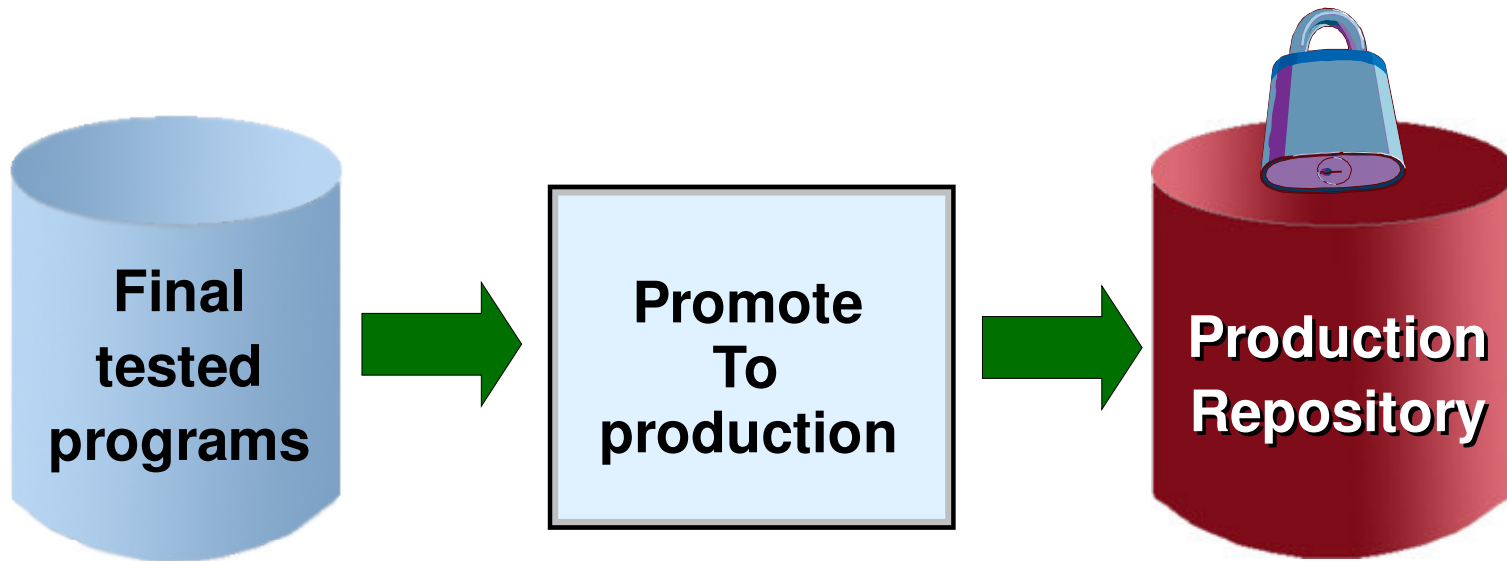 Final
tested
programs
Promote
To
production
Production
Repository